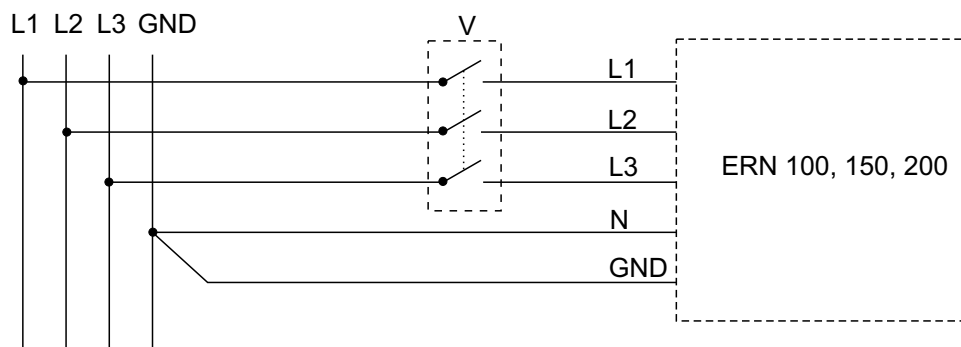 L1 L2 L3 GND
V
L1
L2
L3
ERN 100, 150, 200
N
GND